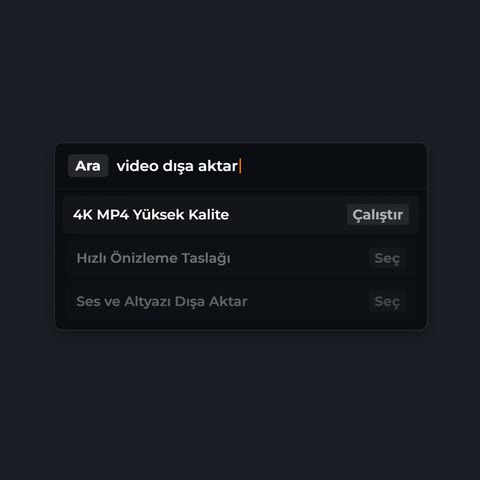 Ara video dışa aktar
4K MP4 Yüksek Kalite Çalıştır
Hızlı Önizleme Taslağı Seç
Ses ve Altyazı Dışa Aktar Seç